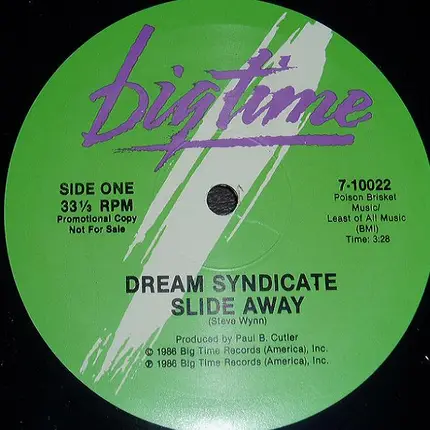 bigtime
SIDE ONE
33⅓ RPM
Promotional Copy
Not For Sale
7-10022
Poison Brisket
Music/
Least of All Music
(BMI)
Time: 3:28
DREAM SYNDICATE
SLIDE AWAY
(Steve Wynn)
Produced by Paul B. Cutler
© 1986 Big Time Records (America), Inc.
℗ 1986 Big Time Records (America), Inc.